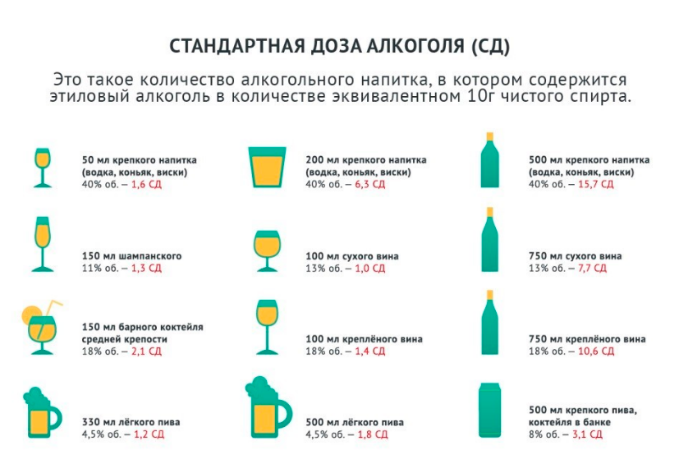 СТАНДАРТНАЯ ДОЗА АЛКОГОЛЯ (СД)
Это такое количество алкогольного напитка, в котором содержится
этиловый алкоголь в количестве эквивалентном 10г чистого спирта.
50 мл крепкого напитка
(водка, коньяк, виски)
40% об. – 1,6 СД
200 мл крепкого напитка
(водка, коньяк, виски)
40% об. – 6,3 СД
500 мл крепкого напитка
(водка, коньяк, виски)
40% об. – 15,7 СД
150 мл шампанского
11% об. – 1,3 СД
100 мл сухого вина
13% об. – 1,0 СД
750 мл сухого вина
13% об. – 7,7 СД
150 мл барного коктейля
средней крепости
18% об. – 2,1 СД
100 мл креплёного вина
18% об. – 1,4 СД
750 мл креплёного вина
18% об. – 10,6 СД
330 мл лёгкого пива
4,5% об. – 1,2 СД
500 мл лёгкого пива
4,5% об. – 1,8 СД
500 мл крепкого пива,
коктейля в банке
8% об. – 3,1 СД